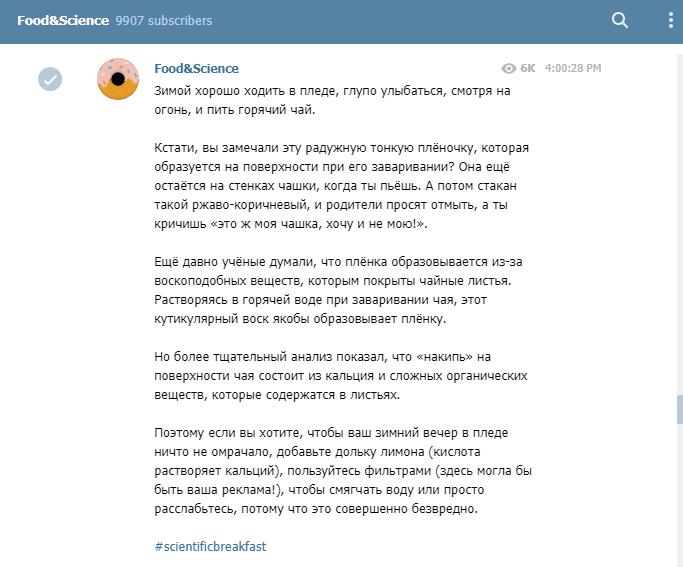 Food&Science 9907 subscribers
Food&Science 6K 4:00:28 PM
Зимой хорошо ходить в пледе, глупо улыбаться, смотря на
огонь, и пить горячий чай.
Кстати, вы замечали эту радужную тонкую плёночку, которая
образуется на поверхности при его заваривании? Она ещё
остаётся на стенках чашки, когда ты пьёшь. А потом стакан
такой ржаво-коричневый, и родители просят отмыть, а ты
кричишь «это ж моя чашка, хочу и не мою!».
Ещё давно учёные думали, что плёнка образовывается из-за
воскоподобных веществ, которым покрыты чайные листья.
Растворяясь в горячей воде при заваривании чая, этот
кутикулярный воск якобы образовывает плёнку.
Но более тщательный анализ показал, что «накипь» на
поверхности чая состоит из кальция и сложных органических
веществ, которые содержатся в листьях.
Поэтому если вы хотите, чтобы ваш зимний вечер в пледе
ничто не омрачало, добавьте дольку лимона (кислота
растворяет кальций), пользуйтесь фильтрами (здесь могла бы
быть ваша реклама!), чтобы смягчать воду или просто
расслабьтесь, потому что это совершенно безвредно.
#scientificbreakfast